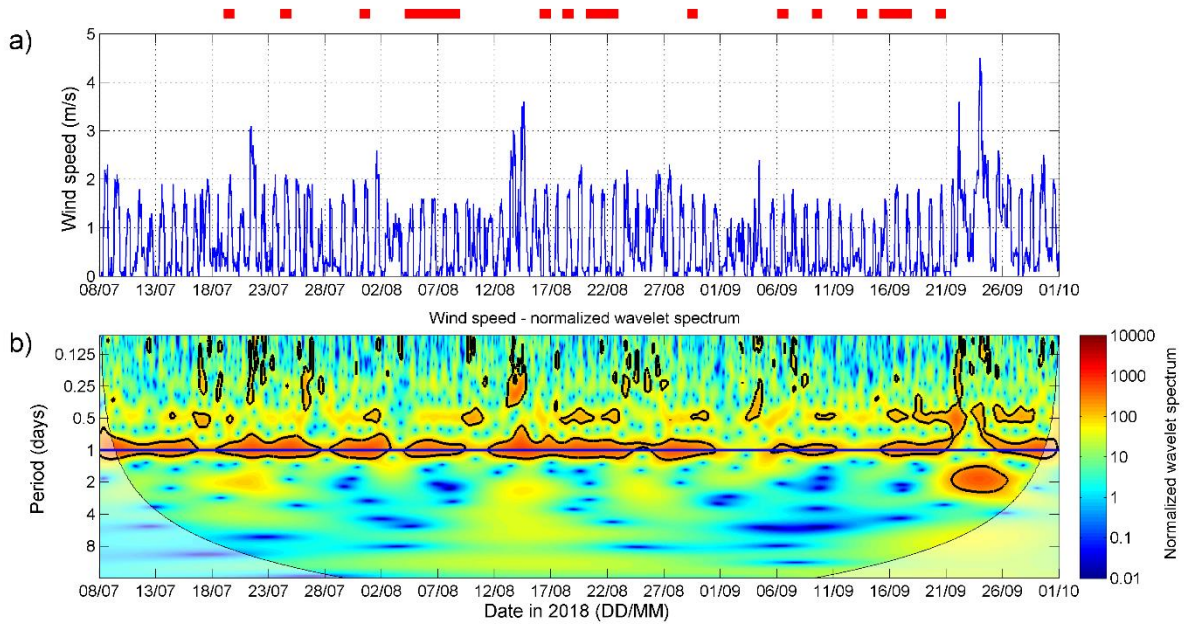 a)
Wind speed (m/s)
5
4
3
2
1
0
08/07 13/07 18/07 23/07 28/07 02/08 07/08 12/08 17/08 22/08 27/08 01/09 06/09 11/09 16/09 21/09 26/09 01/10
Wind speed - normalized wavelet spectrum
b)
Period (days)
0.125
0.25
0.5
1
2
4
8
08/07 13/07 18/07 23/07 28/07 02/08 07/08 12/08 17/08 22/08 27/08 01/09 06/09 11/09 16/09 21/09 26/09 01/10
Date in 2018 (DD/MM)
10000
1000
100
10
1
0.1
0.01
Normalized wavelet spectrum